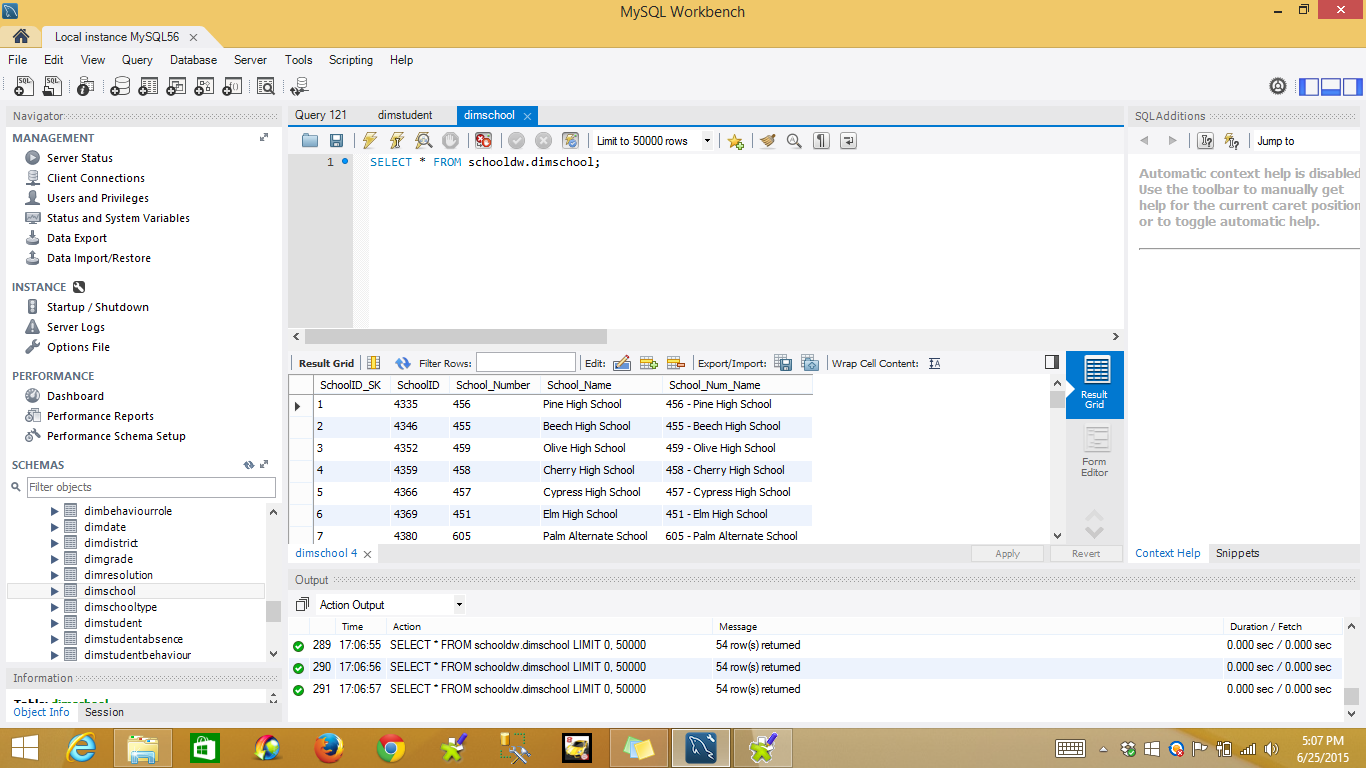 MySQL Workbench
Local instance MySQL56
File Edit View Query Database Server Tools Scripting Help
Navigator
MANAGEMENT
Server Status
Client Connections
Users and Privileges
Status and System Variables
Data Export
Data Import/Restore
INSTANCE
Startup / Shutdown
Server Logs
Options File
PERFORMANCE
Dashboard
Performance Reports
Performance Schema Setup
SCHEMAS
Filter objects
dimbehaviourrole
dimdate
dimdistrict
dimgrade
dimresolution
dimschool
dimschooltype
dimstudent
dimstudentabsence
dimstudentbehaviour
Information
Object Info Session
Query 121 dimstudent dimschool
Limit to 50000 rows
1 SELECT * FROM schooldw.dimschool;
Result Grid Filter Rows: Edit: Export/Import: Wrap Cell Content:
SchoolID_SK SchoolID School_Number School_Name School_Num_Name
1 4335 456 Pine High School 456 - Pine High School
2 4346 455 Beech High School 455 - Beech High School
3 4352 459 Olive High School 459 - Olive High School
4 4359 458 Cherry High School 458 - Cherry High School
5 4366 457 Cypress High School 457 - Cypress High School
6 4369 451 Elm High School 451 - Elm High School
7 4380 605 Palm Alternate School 605 - Palm Alternate School
Result
Grid
Form
Editor
dimschool 4 Apply Revert
Output
Action Output
Time Action Message Duration / Fetch
289 17:06:55 SELECT * FROM schooldw.dimschool LIMIT 0, 50000 54 row(s) returned 0.000 sec / 0.000 sec
290 17:06:56 SELECT * FROM schooldw.dimschool LIMIT 0, 50000 54 row(s) returned 0.000 sec / 0.000 sec
291 17:06:57 SELECT * FROM schooldw.dimschool LIMIT 0, 50000 54 row(s) returned 0.000 sec / 0.000 sec
SQLAdditions
Jump to
Automatic context help is disabled
Use the toolbar to manually get
help for the current caret position
or to toggle automatic help.
Context Help Snippets
5:07 PM
6/25/2015